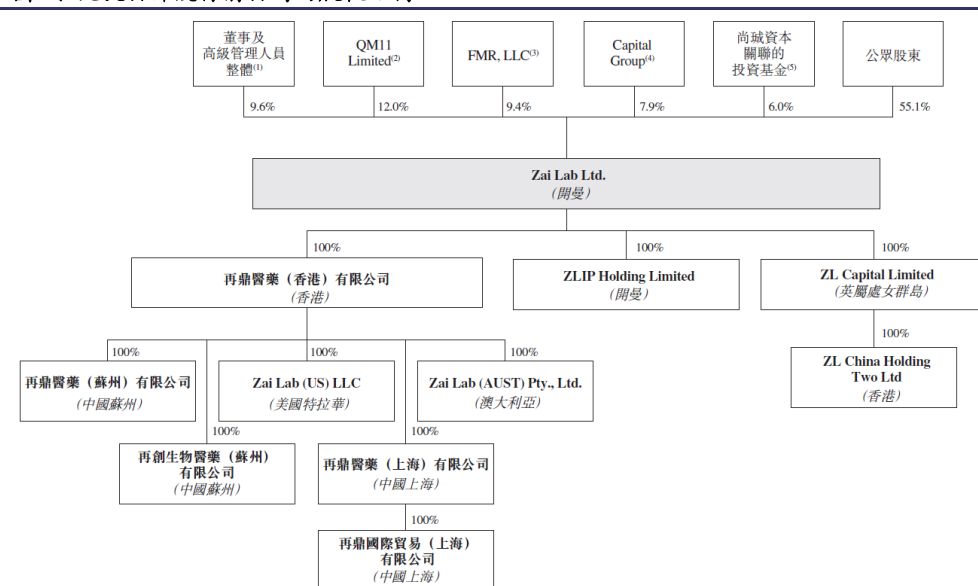 董事及
高級管理人員
整體(1)
QM11
Limited(2)
FMR, LLC(3)
Capital
Group(4)
尚珹資本
關聯的
投資基金(5)
公眾股東
9.6%
12.0%
9.4%
7.9%
6.0%
55.1%
Zai Lab Ltd.
(開曼)
100%
100%
100%
再鼎醫藥（香港）有限公司
(香港)
ZLIP Holding Limited
(開曼)
ZL Capital Limited
(英屬處女群島)
100%
100%
100%
100%
100%
再鼎醫藥（蘇州）有限公司
(中國蘇州)
Zai Lab (US) LLC
(美國特拉華)
Zai Lab (AUST) Pty., Ltd.
(澳大利亞)
ZL China Holding
Two Ltd
(香港)
100%
100%
再創生物醫藥（蘇州）
有限公司
(中國蘇州)
再鼎醫藥（上海）有限公司
(中國上海)
100%
再鼎國際貿易（上海）
有限公司
(中國上海)